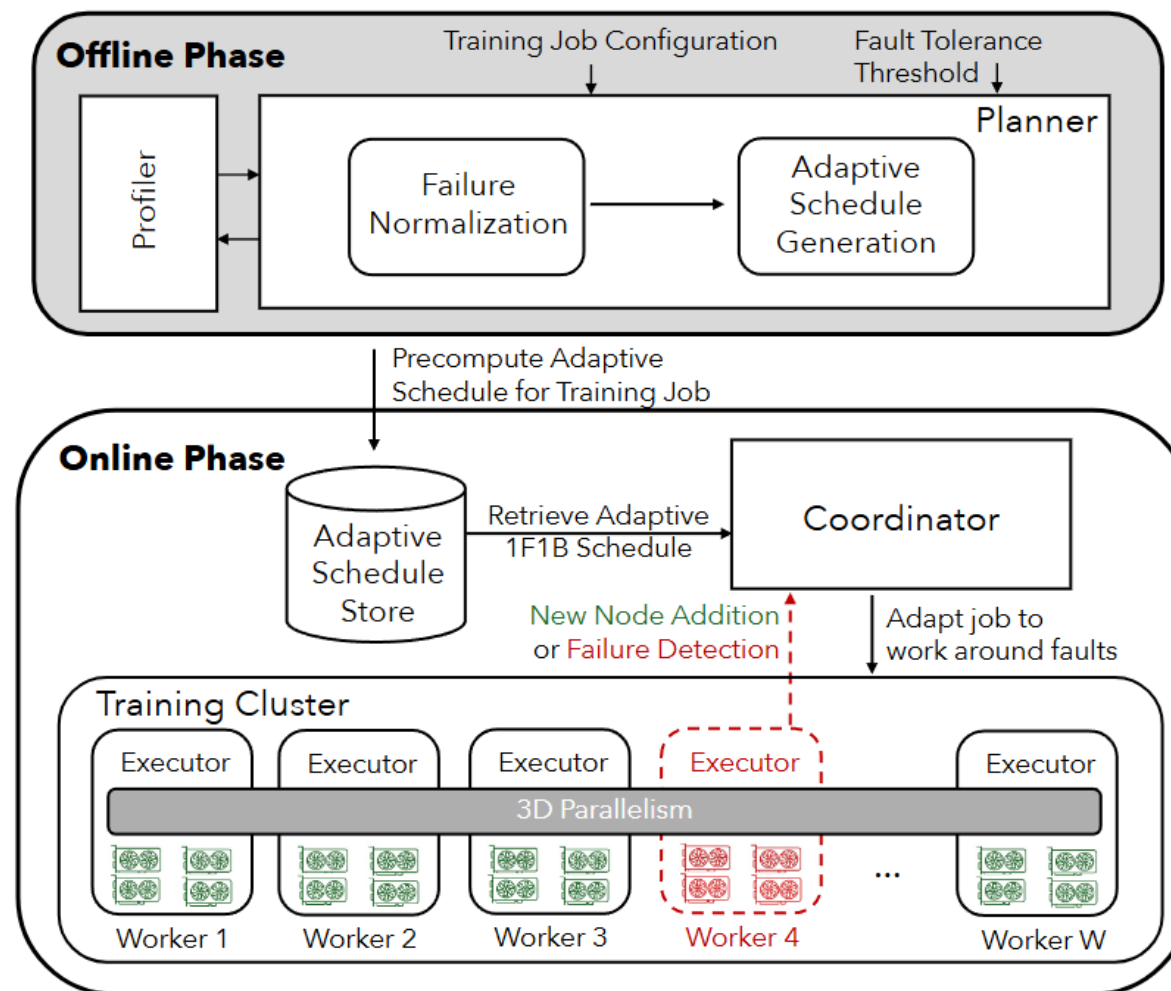 Offline Phase
Training Job Configuration
Fault Tolerance
Threshold
Planner
Profiler
Failure
Normalization
Adaptive
Schedule
Generation
Precompute Adaptive
Schedule for Training Job
Online Phase
Adaptive
Schedule
Store
Retrieve Adaptive
1F1B Schedule
Coordinator
New Node Addition
or Failure Detection
Adapt job to
work around faults
Training Cluster
Executor
Executor
Executor
Executor
Executor
3D Parallelism
...
Worker 1
Worker 2
Worker 3
Worker 4
Worker W